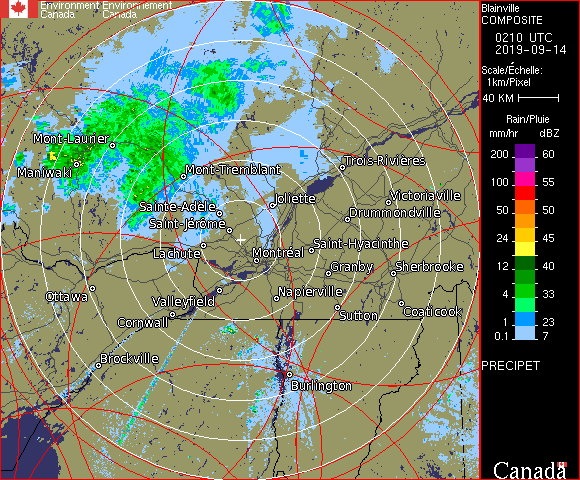 Environment Environnement
Canada Canada
Blainville
COMPOSITE
0210 UTC
2019-09-14
Scale/Échelle:
1km/Pixel
40 KM
Rain/Pluie
mm/hr dBZ
200 60
100 55
50 50
32 45
24
12 40
4 33
1 23
0.1 7
PRECIPET
Canada
Mont-Laurier
Maniwaki
Mont-Tremblant
Trois-Rivières
Sainte-Adèle
Joliette
Victoriaville
Drummondville
Saint-Jérôme
Lachute
Montréal
Saint-Hyacinthe
Granby
Sherbrooke
Ottawa
Valleyfield
Napierville
Cornwall
Sutton
Coaticook
Brockville
Burlington